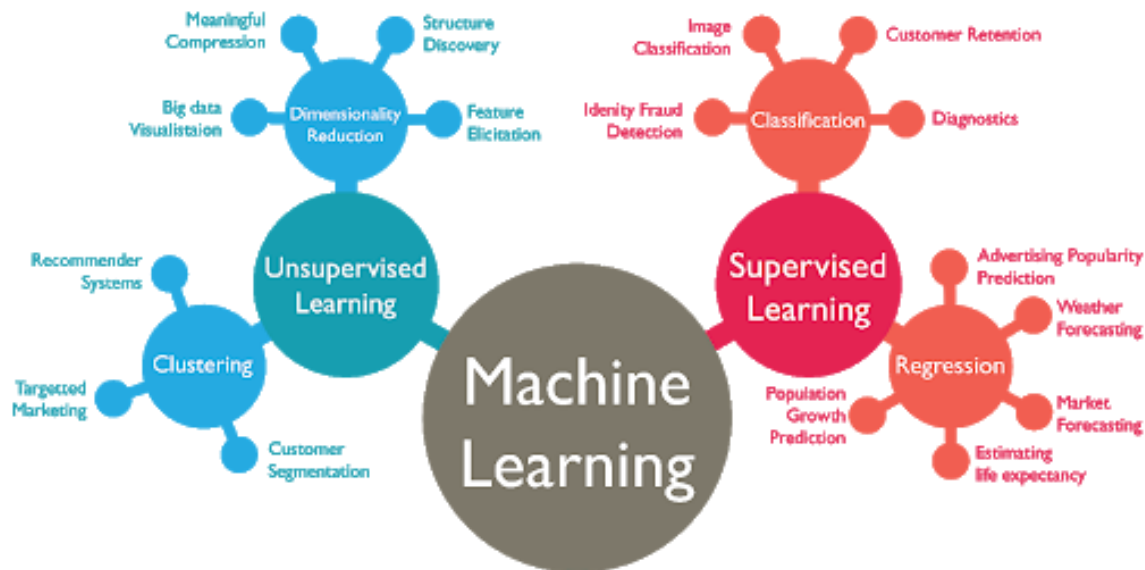 Meaningful
Compression
Structure
Discovery
Big data
Visualistaion
Dimensionality
Reduction
Feature
Elicitation
Image
Classification
Customer Retention
Idenity Fraud
Detection
Classification
Diagnostics
Recommender
Systems
Unsupervised
Learning
Clustering
Targetted
Marketing
Customer
Segmentation
Machine
Learning
Supervised
Learning
Advertising Popularity
Prediction
Weather
Forecasting
Regression
Population
Growth
Prediction
Market
Forecasting
Estimating
life expectancy